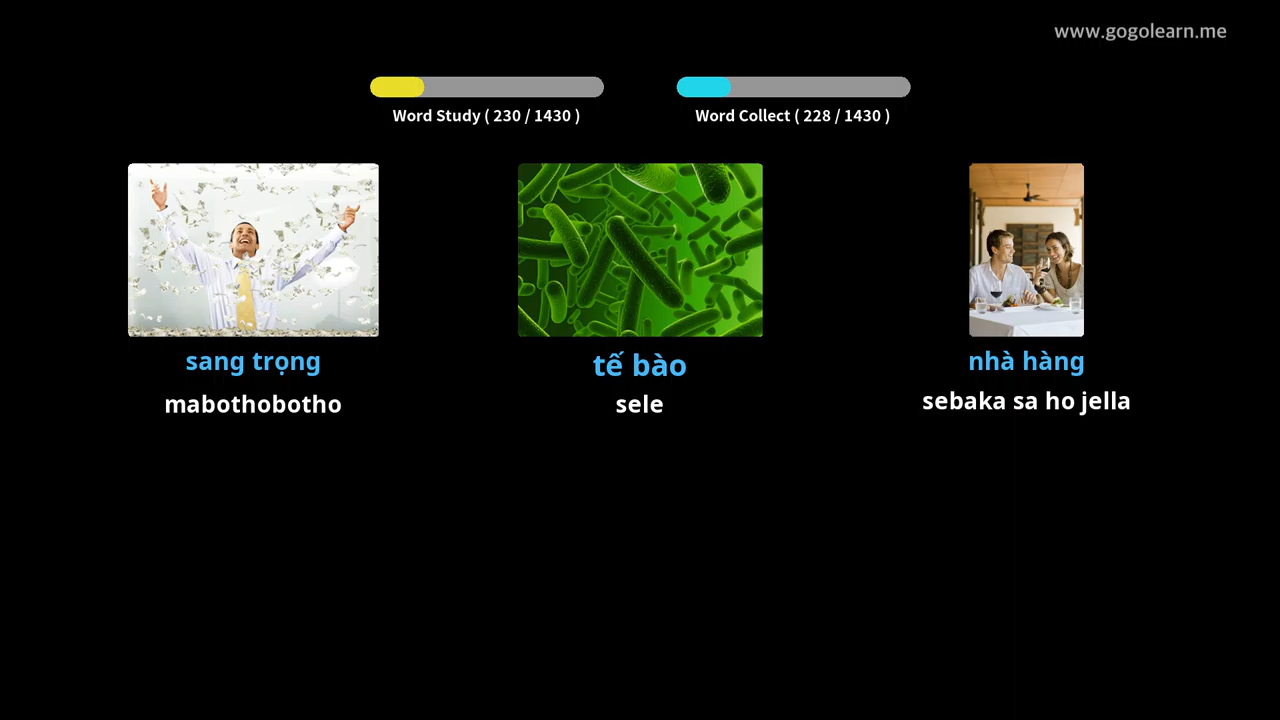 www.gogolearn.me
Word Study ( 230 / 1430 )
Word Collect ( 228 / 1430 )
sang trọng
tế bào
nhà hàng
mabothobotho
sele
sebaka sa ho jella